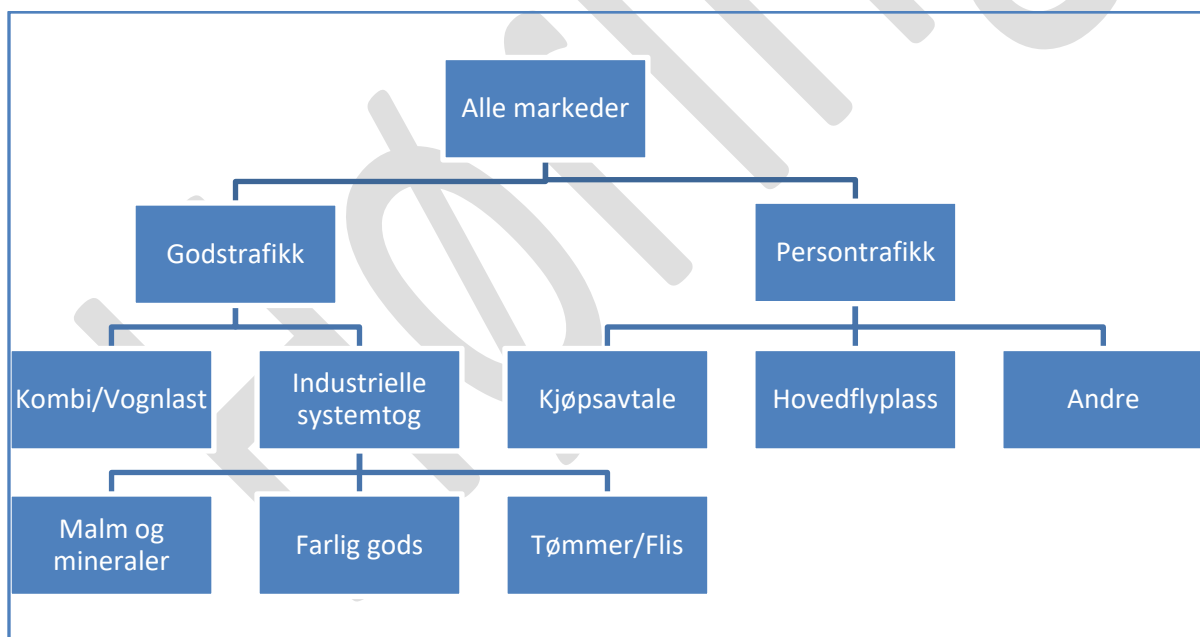 Alle markeder
Godstrafikk
Persontrafikk
Kombi/Vognlast
Industrielle
systemtog
Kjøpsavtale
Hovedflyplass
Andre
Malm og
mineraler
Farlig gods
Tømmer/Flis